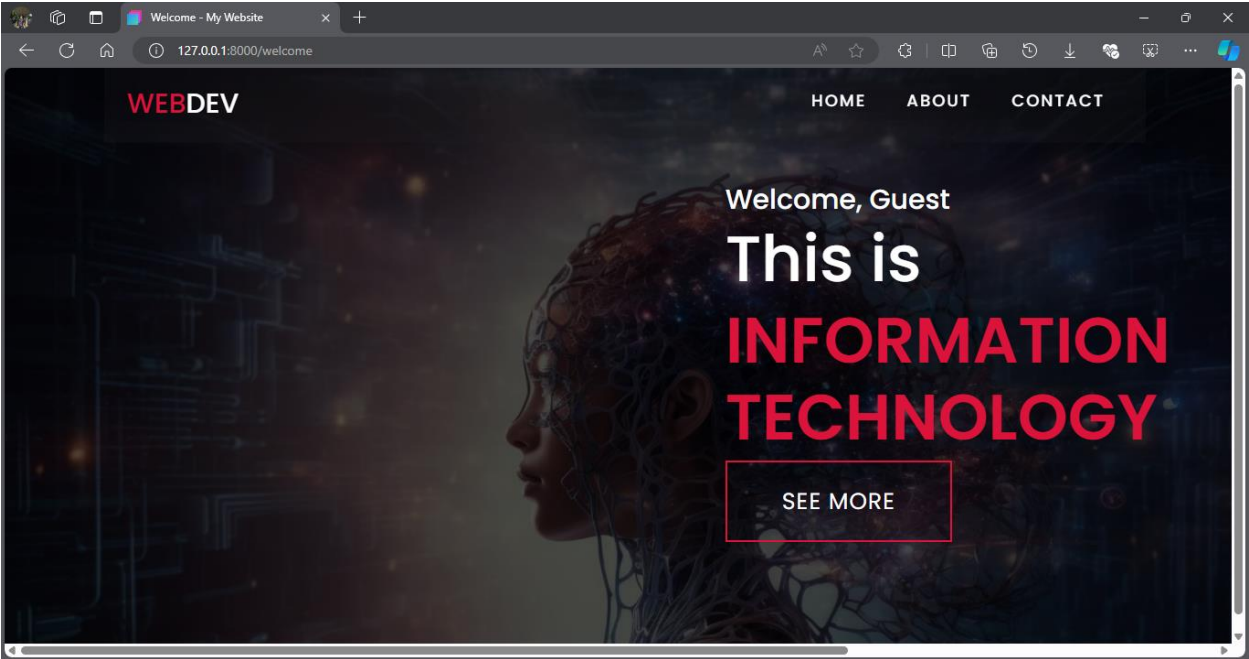 Welcome - My Website
127.0.0.1:8000/welcome
WEBDEV
HOME ABOUT CONTACT
Welcome, Guest
This is
INFORMATION
TECHNOLOGY
SEE MORE